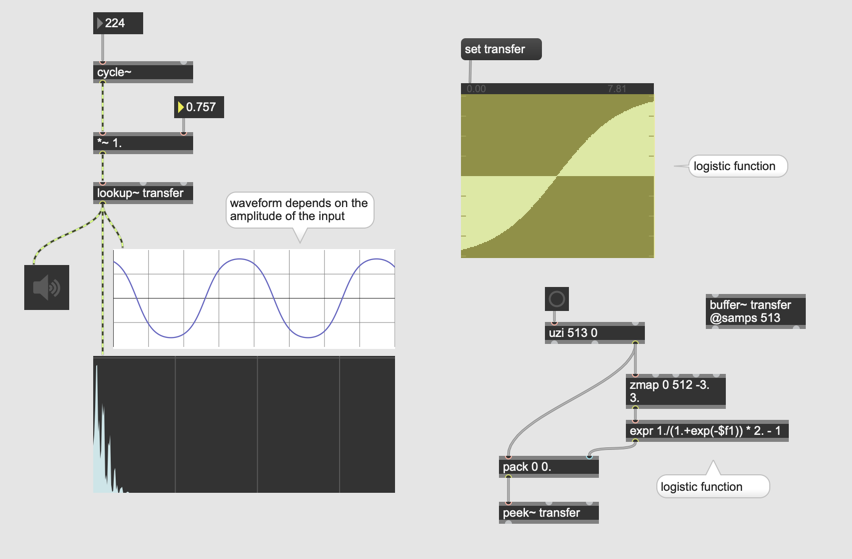 224
cycle~
0.757
*~ 1.
lookup~ transfer
waveform depends on the
amplitude of the input
set transfer
0.00
7.81
logistic function
buffer~ transfer
@samps 513
uzi 513 0
zmap 0 512 -3.
3.
expr 1./(1.+exp(-$f1)) * 2. - 1
pack 0 0.
logistic function
peek~ transfer